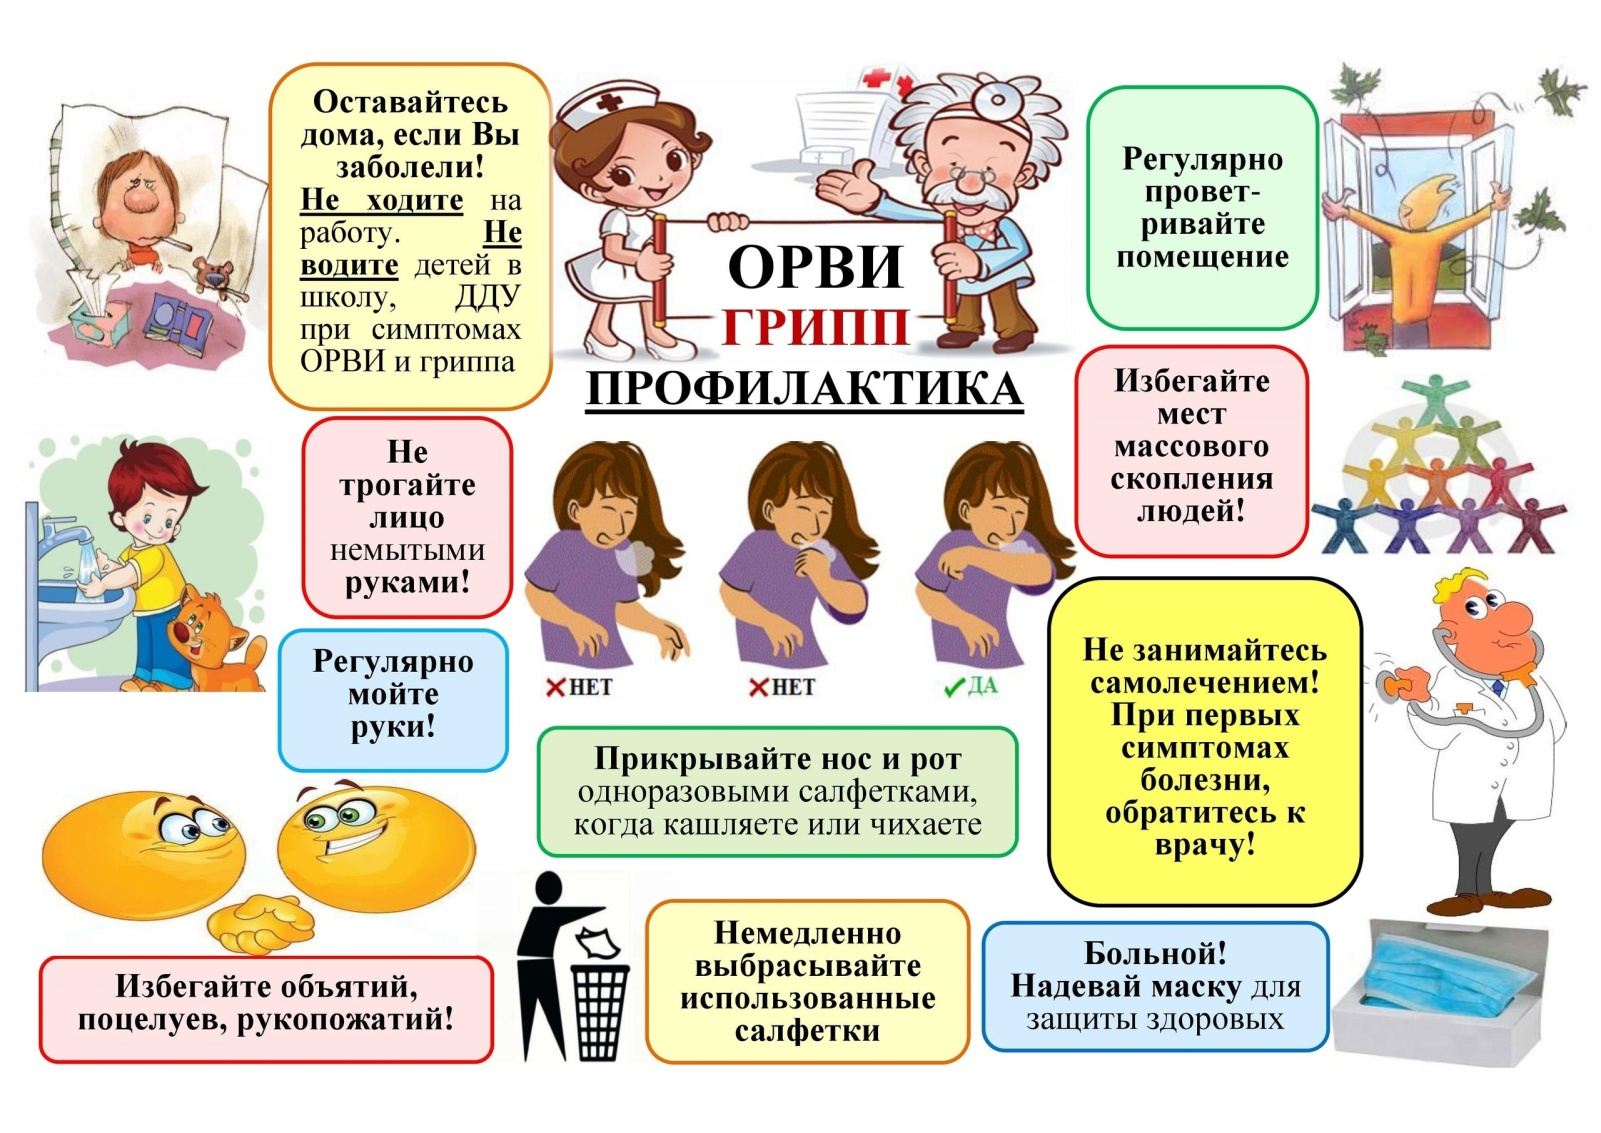 Оставайтесь
дома, если Вы
заболели!
Не ходите на
работу. Не
водите детей в
школу, ДДУ
при симптомах
ОРВИ и гриппа
ОРВИ
ГРИПП
ПРОФИЛАКТИКА
Регулярно
провет-
ривайте
помещение
Избегайте
мест
массового
скопления
людей!
Не
трогайте
лицо
немытыми
руками!
Регулярно
мойте
руки!
НЕТ
НЕТ
ДА
Прикрывайте нос и рот
одноразовыми салфетками,
когда кашляете или чихаете
Не занимайтесь
самолечением!
При первых
симптомах
болезни,
обратитесь к
врачу!
Избегайте объятий,
поцелуев, рукопожатий!
Немедленно
выбрасывайте
использованные
салфетки
Больной!
Надевай маску для
защиты здоровых